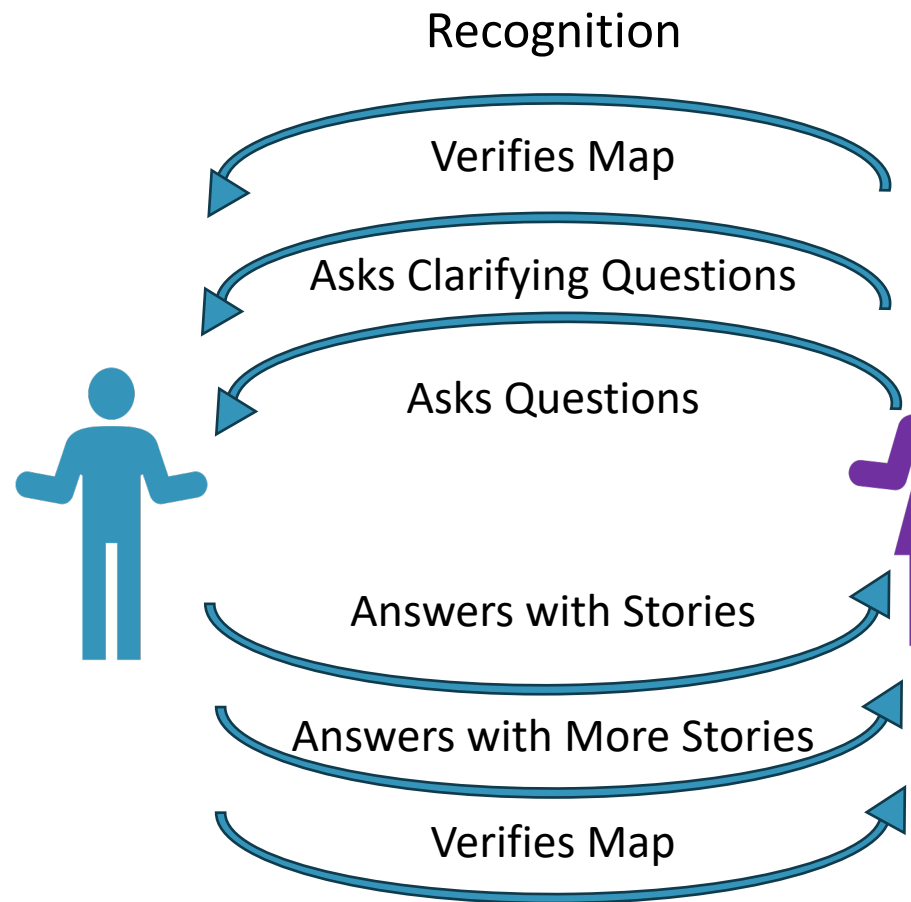 Recognition
Verifies Map
Asks Clarifying Questions
Asks Questions
Answers with Stories
Answers with More Stories
Verifies Map